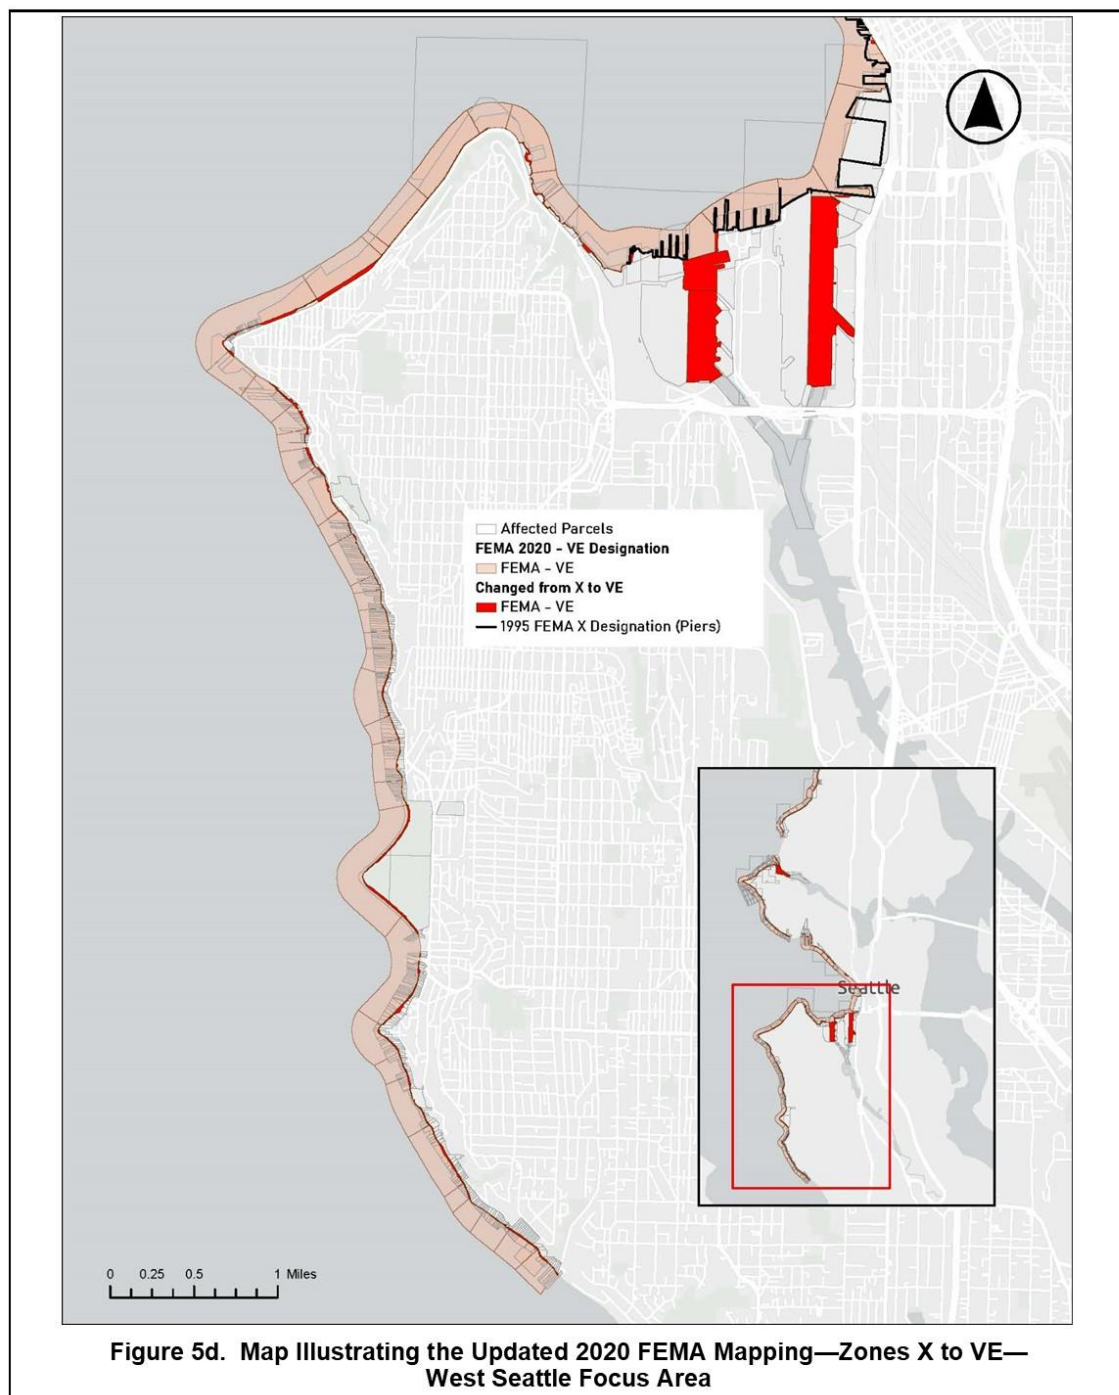 Affected Parcels
FEMA 2020 - VE Designation
FEMA - VE
Changed from X to VE
FEMA - VE
1995 FEMA X Designation (Piers)
Seattle
0 0.25 0.5 1 Miles
Figure 5d. Map Illustrating the Updated 2020 FEMA Mapping—Zones X to VE—
West Seattle Focus Area